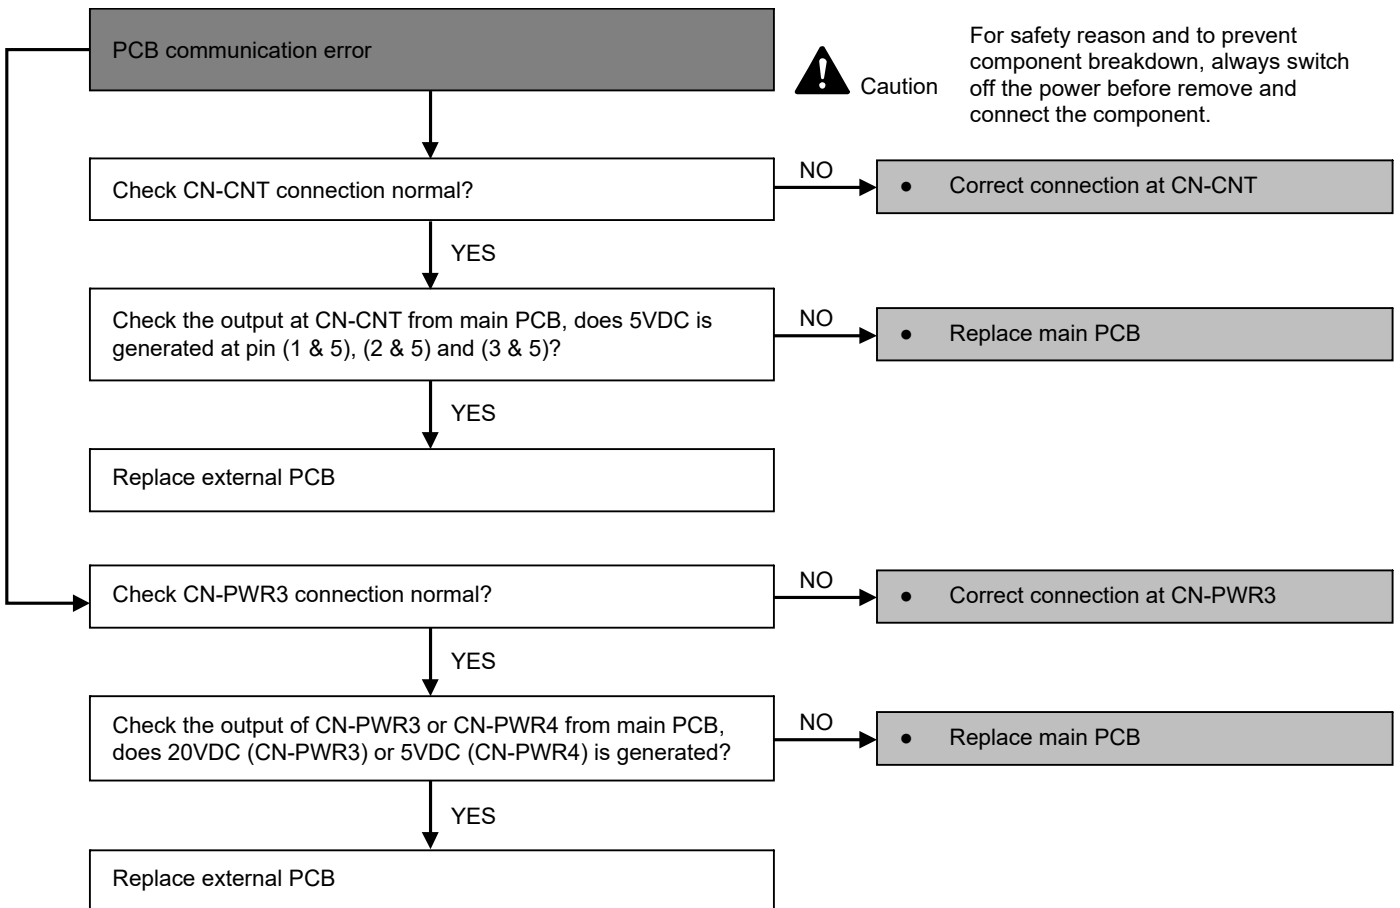 PCB communication error
Caution
For safety reason and to prevent
component breakdown, always switch
off the power before remove and
connect the component.
Check CN-CNT connection normal?
NO
● Correct connection at CN-CNT
YES
Check the output at CN-CNT from main PCB, does 5VDC is
generated at pin (1 & 5), (2 & 5) and (3 & 5)?
NO
● Replace main PCB
YES
Replace external PCB
Check CN-PWR3 connection normal?
NO
● Correct connection at CN-PWR3
YES
Check the output of CN-PWR3 or CN-PWR4 from main PCB,
does 20VDC (CN-PWR3) or 5VDC (CN-PWR4) is generated?
NO
● Replace main PCB
YES
Replace external PCB